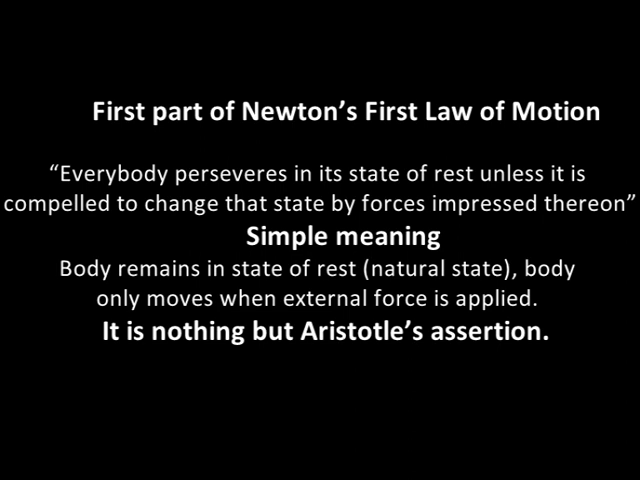 First part of Newton’s First Law of Motion
“Everybody perseveres in its state of rest unless it is
compelled to change that state by forces impressed thereon”
Simple meaning
Body remains in state of rest (natural state), body
only moves when external force is applied.
It is nothing but Aristotle’s assertion.